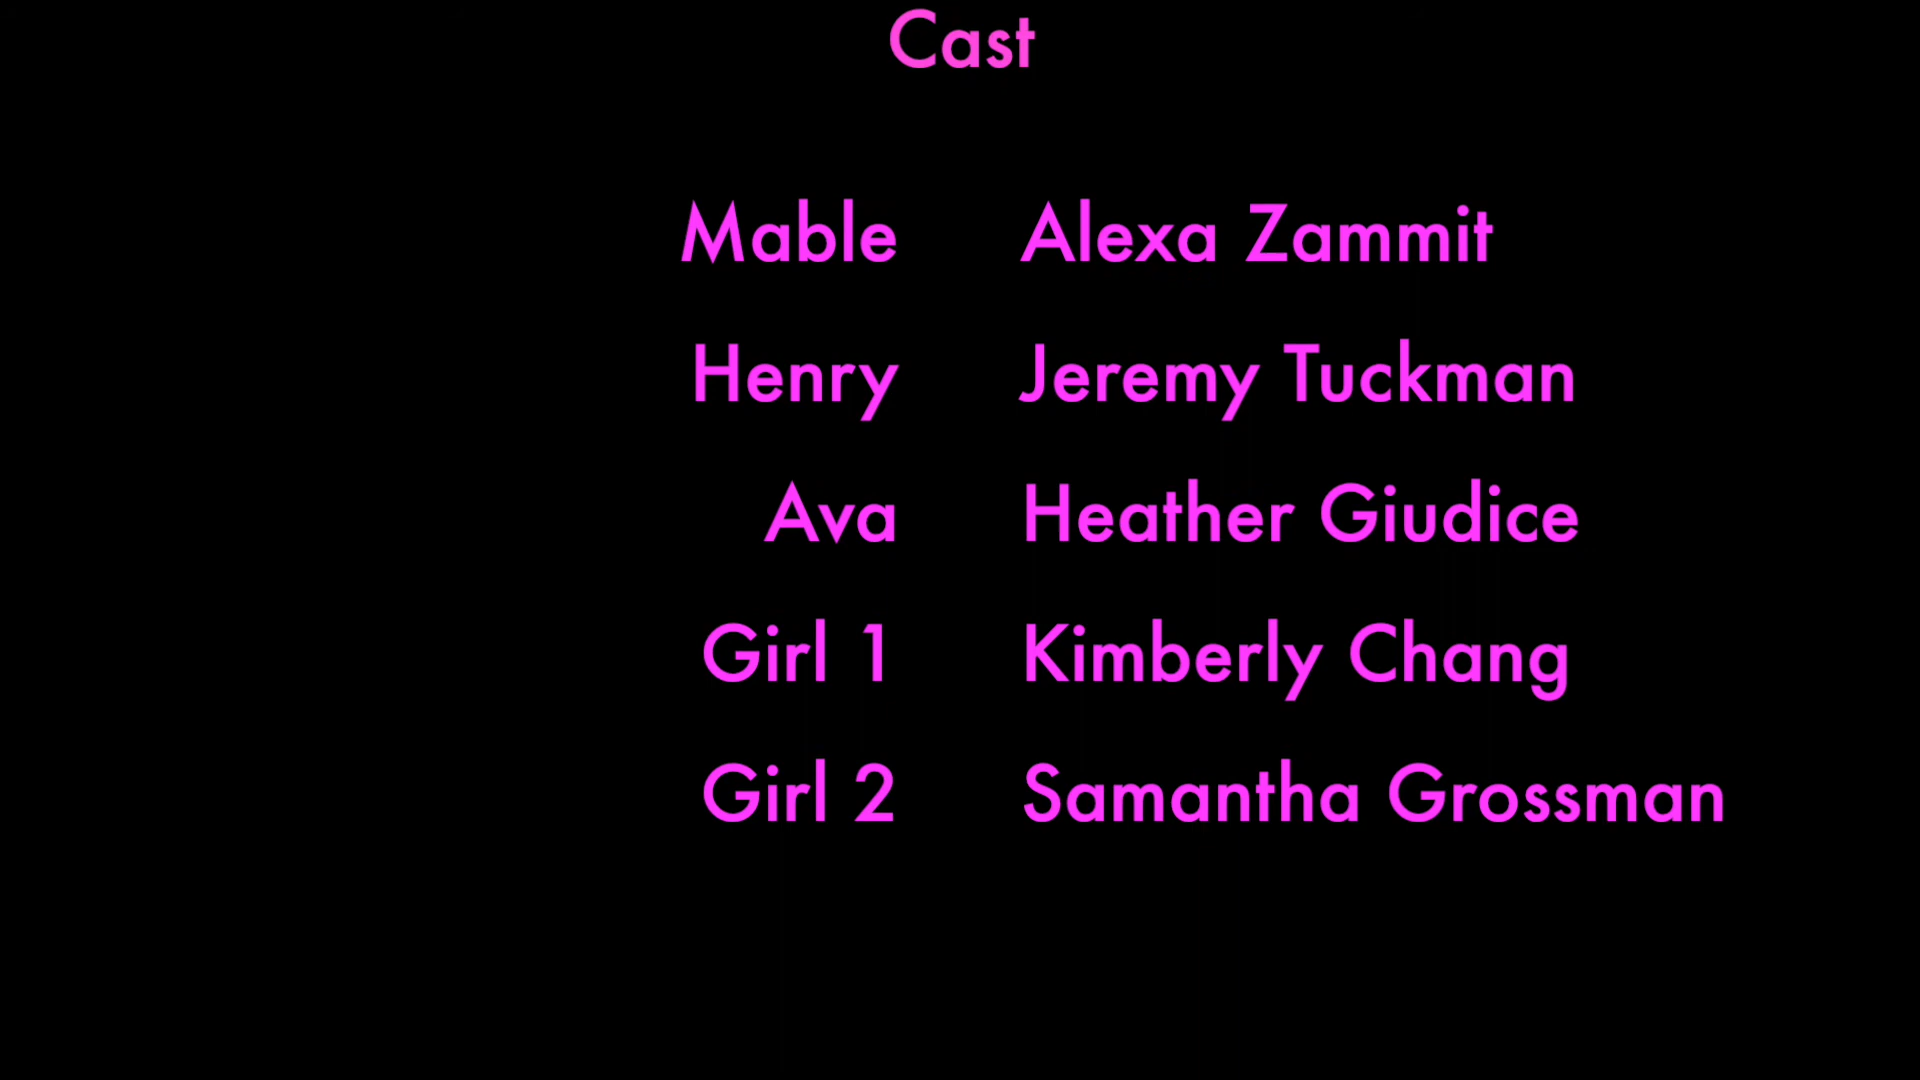 Cast
Mable Alexa Zammit
Henry Jeremy Tuckman
Ava Heather Giudice
Girl 1 Kimberly Chang
Girl 2 Samantha Grossman